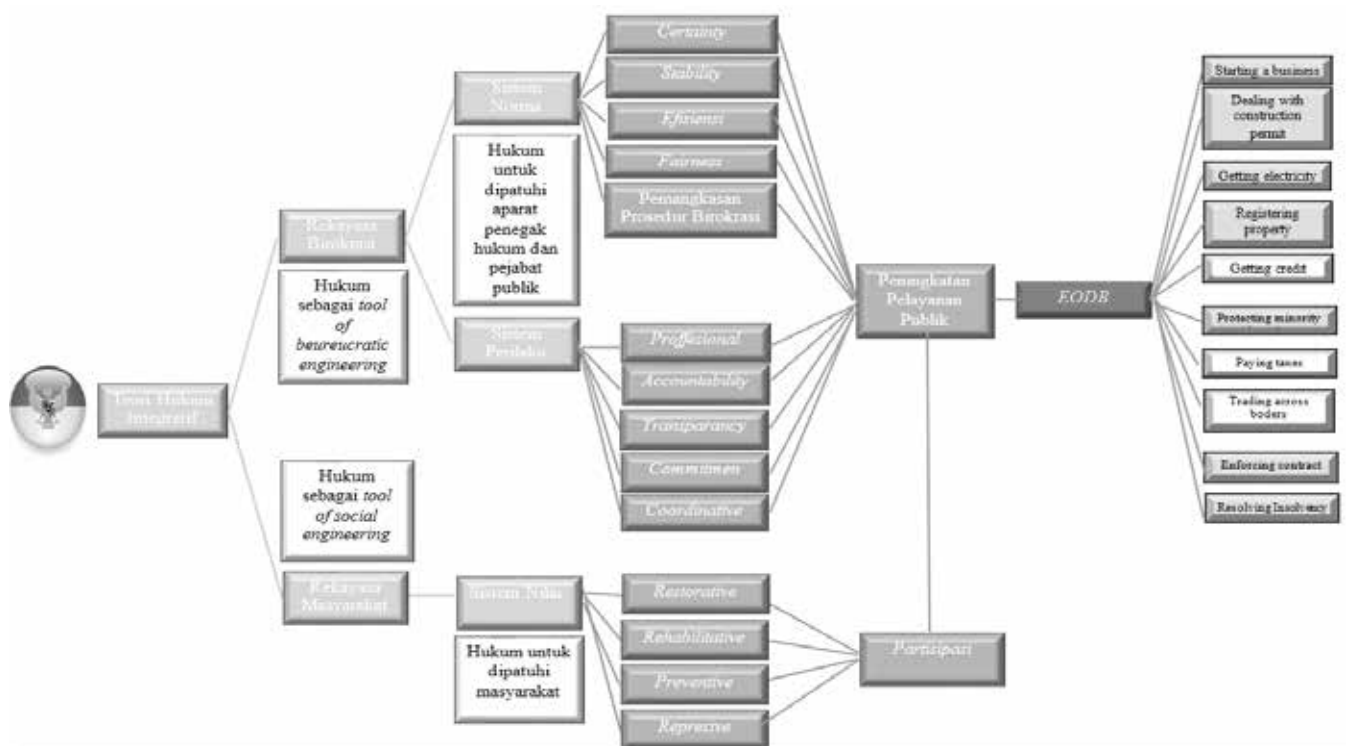 Teori Hukum
Integratif
Rekayasa
Birokrasi
Hukum
sebagai tool
of
beureucratic
engineering
Hukum
sebagai tool
of social
engineering
Rekayasa
Masyarakat
Sistem
Norma
Hukum
untuk
dipatuhi
aparat
penegak
hukum dan
pejabat
publik
Sistem
Perilaku
Sistem Nilai
Hukum untuk
dipatuhi
masyarakat
Certainty
Stability
Efisiensi
Fairness
Pemangkasan
Prosedur Birokrasi
Proffesional
Accountability
Transparancy
Commitmen
Coordinative
Restorative
Rehabilitative
Preventive
Represive
Peningkatan
Pelayanan
Publik
Partisipasi
EODB
Starting a business
Dealing with
construction
permit
Getting electricity
Registering
property
Getting credit
Protecting minority
Paying taxes
Trading across
boders
Enforcing contract
Resolving Insolvency